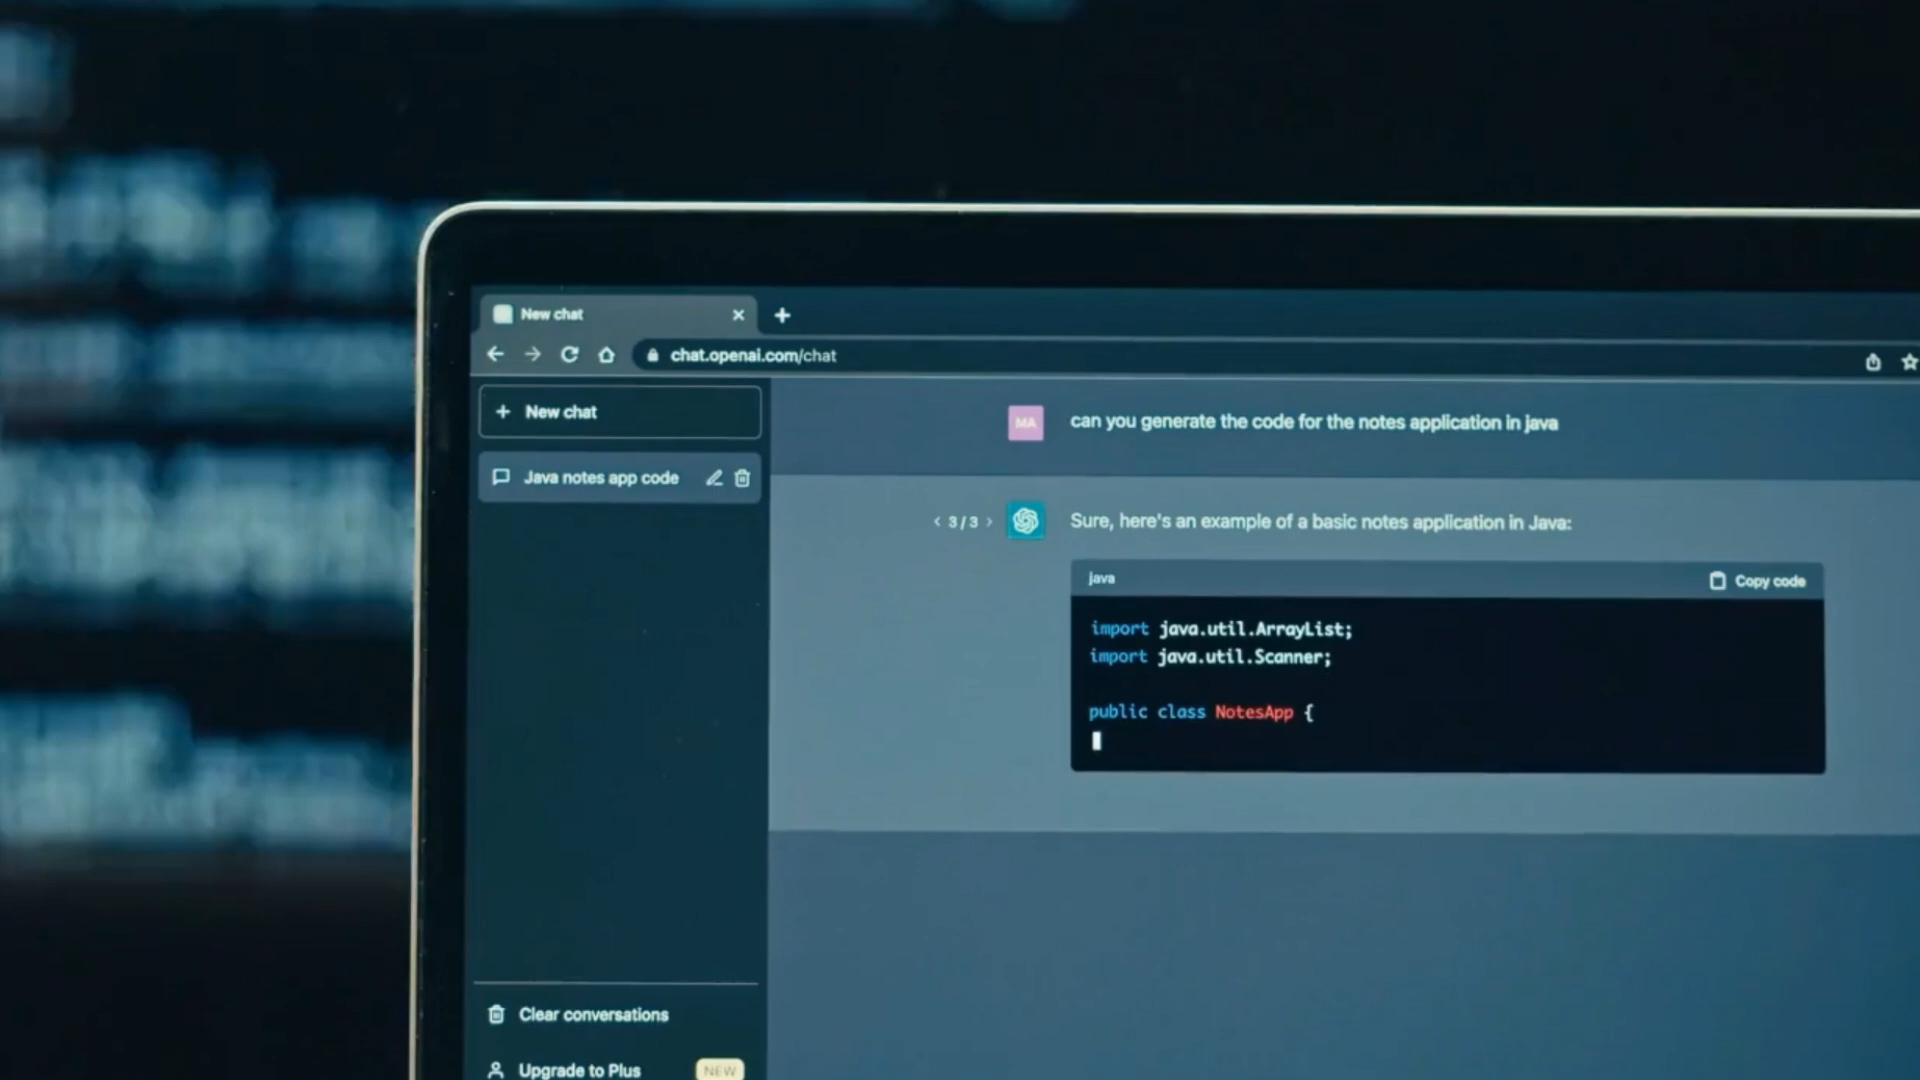 New chat
chat.openai.com/chat
New chat
Java notes app code
MA
can you generate the code for the notes application in java
3/3
Sure, here's an example of a basic notes application in Java:
java
Copy code
import java.util.ArrayList;
import java.util.Scanner;
public class NotesApp {
Clear conversations
Upgrade to Plus
NEW